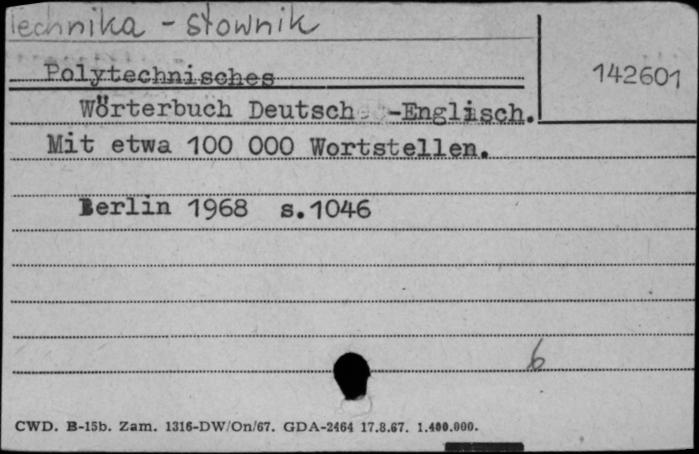 technika - słownik
142601
Polytechnisches
Wörterbuch Deutsch -Englisch.
Mit etwa 100 000 Wortstellen.
Berlin 1968 s.1046
6
CWD. B-15b. Zam. 1316-DW/On/67. GDA-2464 17.8.67. 1.400.000.